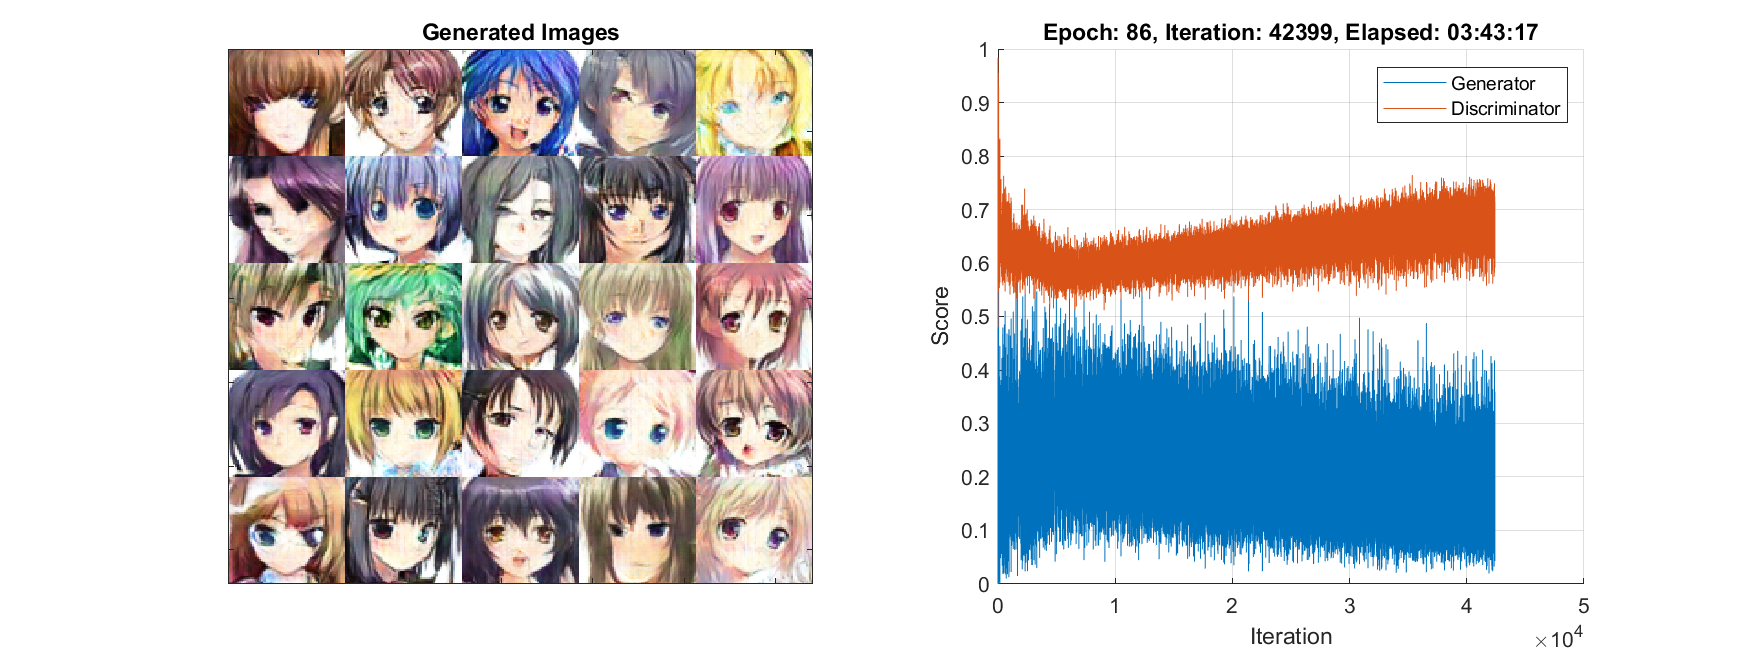 Generated Images
Epoch: 86, Iteration: 42399, Elapsed: 03:43:17
Generator
Discriminator
Score
1
0.9
0.8
0.7
0.6
0.5
0.4
0.3
0.2
0.1
0
0 1 2 3 4 5
Iteration
×10^4